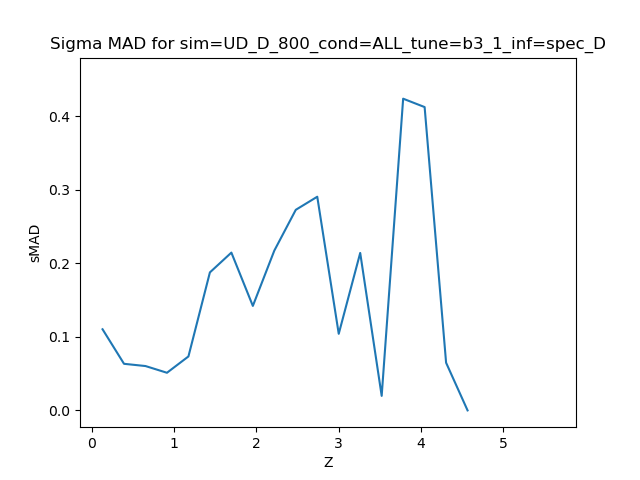 Sigma MAD for sim=UD_D_800_cond=ALL_tune=b3_1_inf=spec_D
0.4
0.3
0.2
0.1
0.0
sMAD
0 1 2 3 4 5
Z